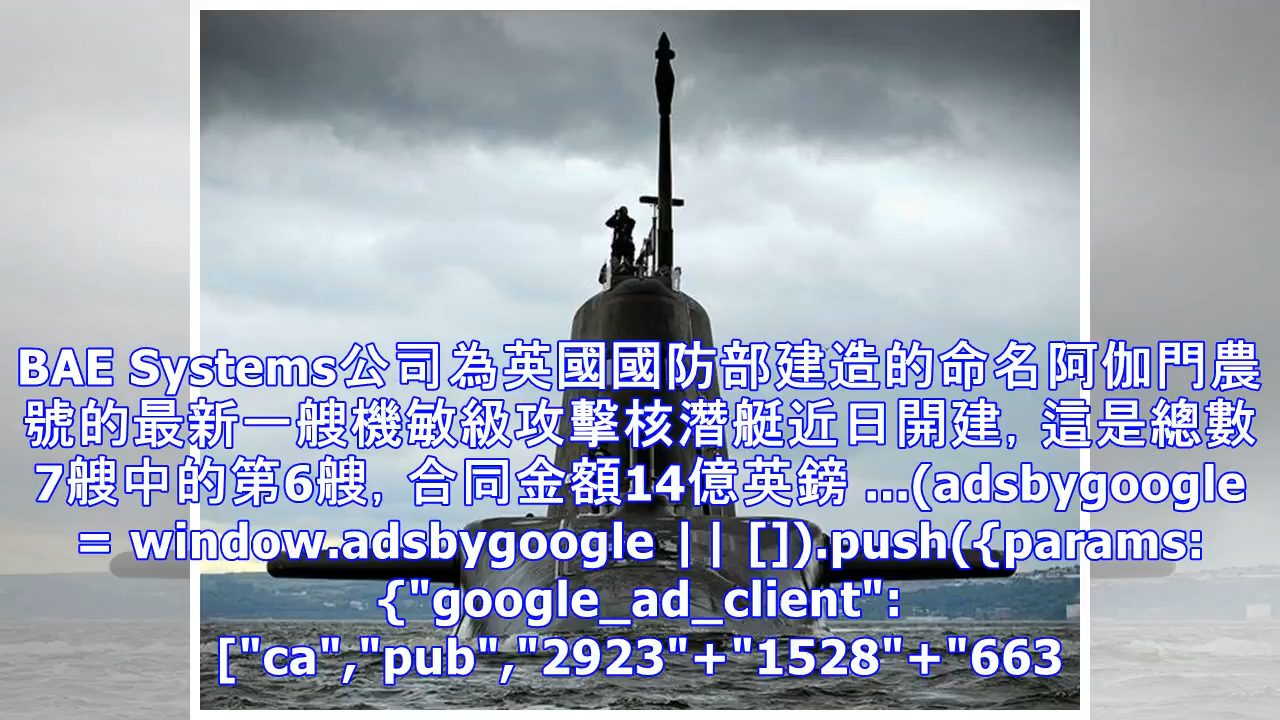 BAE Systems公司為英國國防部建造的命名阿伽門農
號的最新一艘機敏級攻擊核潛艇近日開建，這是總數
7艘中的第6艘，合同金額14億英鎊 ...(adsbygoogle
= window.adsbygoogle || []).push({params:
{"google_ad_client":
["ca","pub","2923"+"1528"+"663